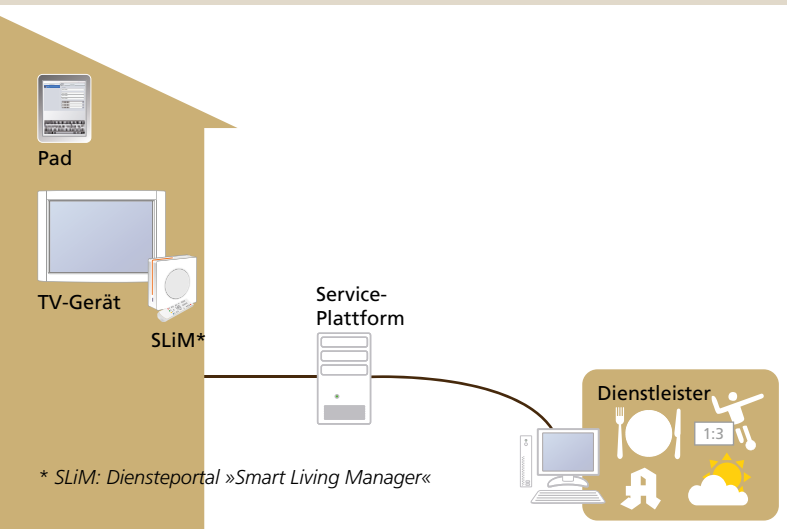 Pad
TV-Gerät
SLiM*
Service-
Plattform
Dienstleister
1:3
* SLiM: Diensteportal »Smart Living Manager«